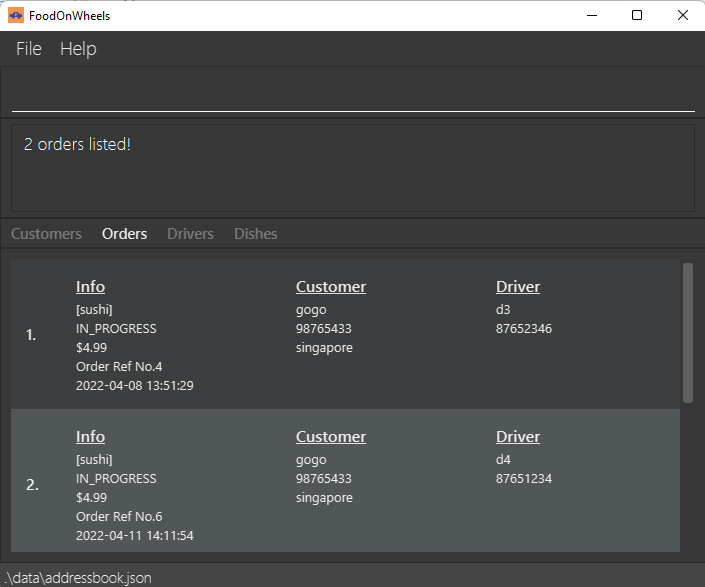 FoodOnWheels
File Help
2 orders listed!
Customers Orders Drivers Dishes
1.
Info
[sushi]
IN_PROGRESS
$4.99
Order Ref No.4
2022-04-08 13:51:29
Customer
gogo
98765433
singapore
Driver
d3
87652346
2.
Info
[sushi]
IN_PROGRESS
$4.99
Order Ref No.6
2022-04-11 14:11:54
Customer
gogo
98765433
singapore
Driver
d4
87651234
.\data\addressbook.json